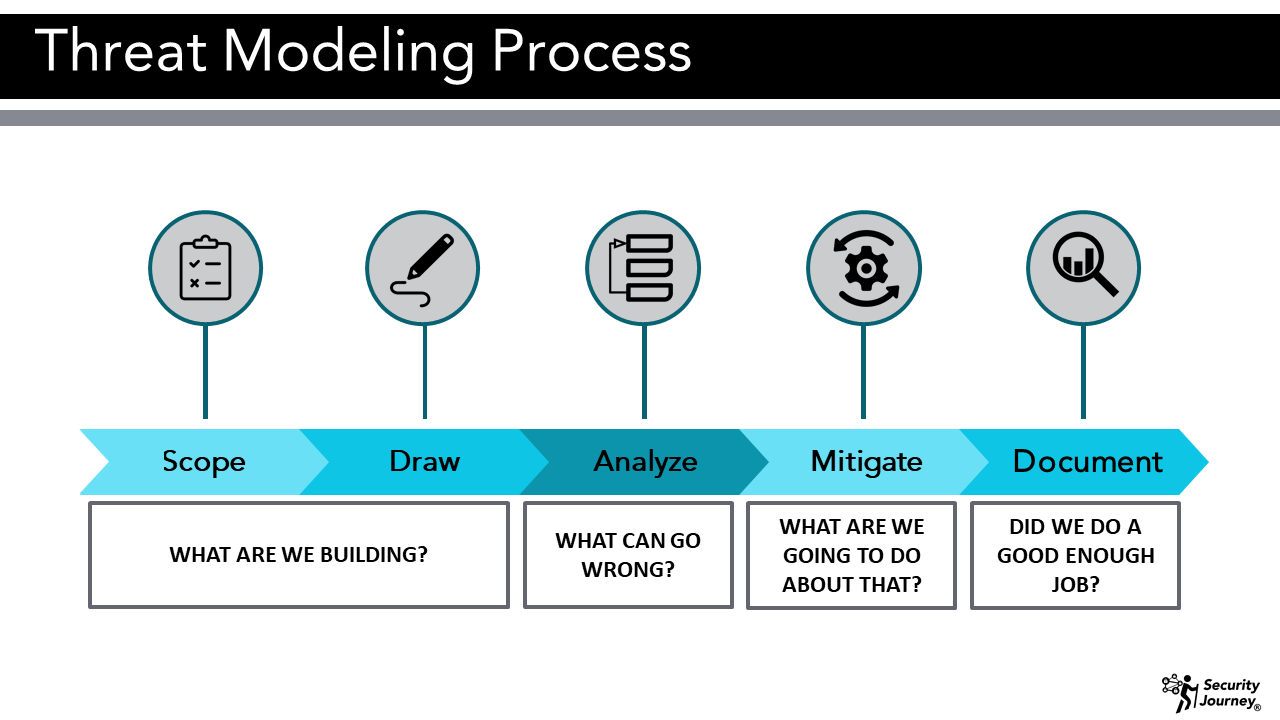 Threat Modeling Process
Scope
Draw
Analyze
Mitigate
Document
WHAT ARE WE BUILDING?
WHAT CAN GO
WRONG?
WHAT ARE WE
GOING TO DO
ABOUT THAT?
DID WE DO A
GOOD ENOUGH
JOB?
Security
Journey®